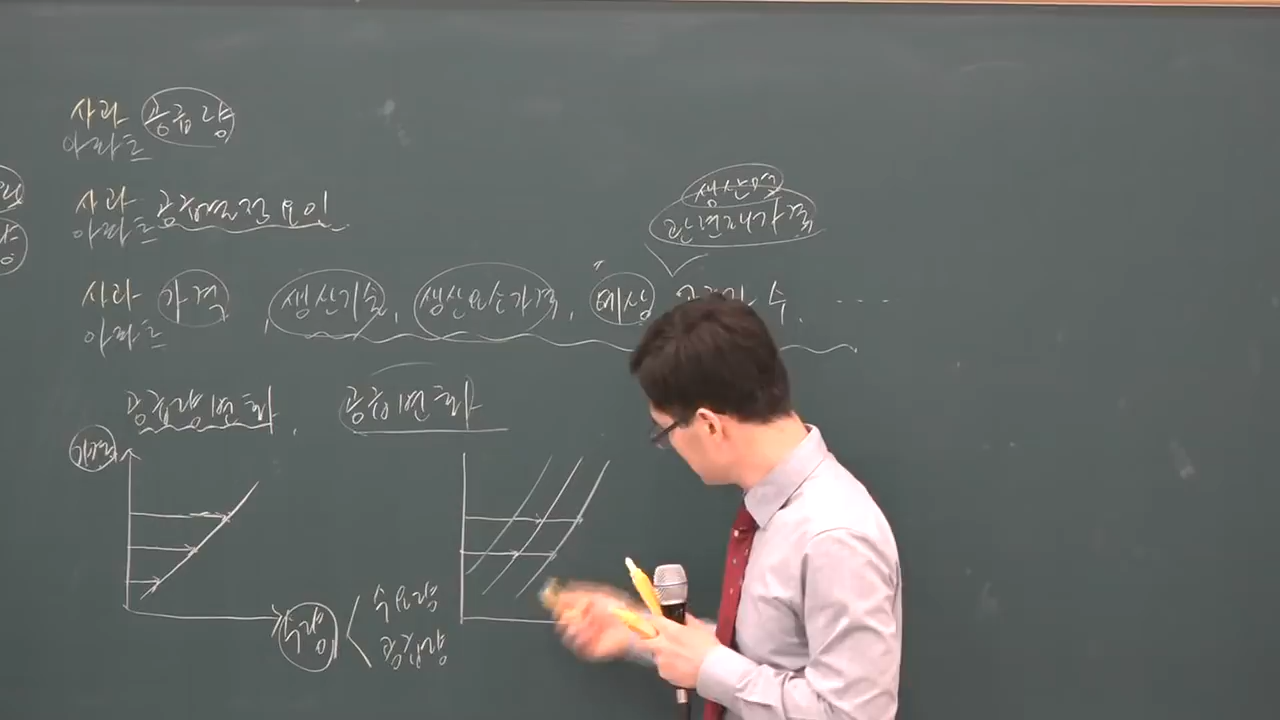 사과 공급량
아파트
사과 공급결정요인
아파트
생산면
관련재가격
사과 가격, 생산기술, 생산요소가격, 예상 수, ....
아파트
공급량변화, 공급변화
가격
수량
수요량
공급량